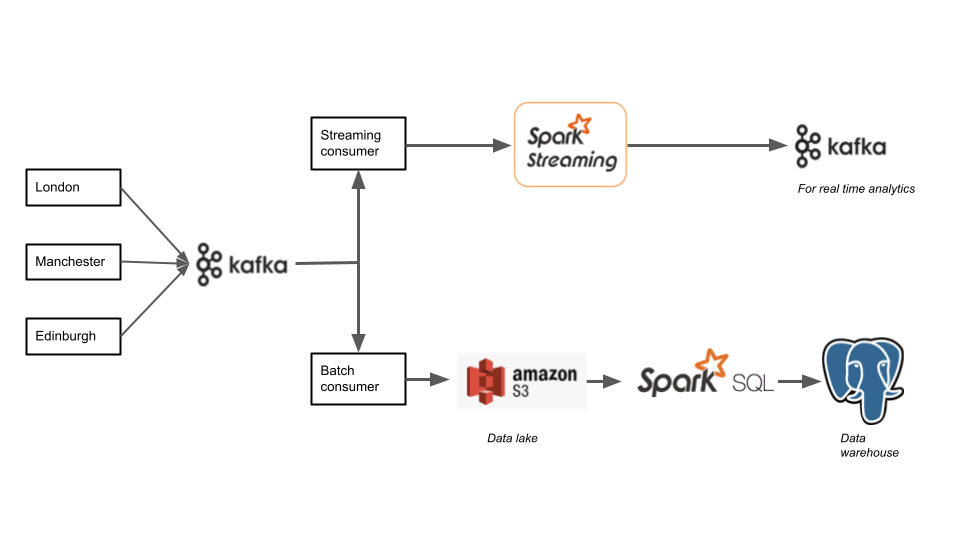 London
Manchester
Edinburgh
kafka
Streaming
consumer
Spark
Streaming
kafka
For real time analytics
Batch
consumer
amazon
S3
Data lake
Spark SQL
Data
warehouse